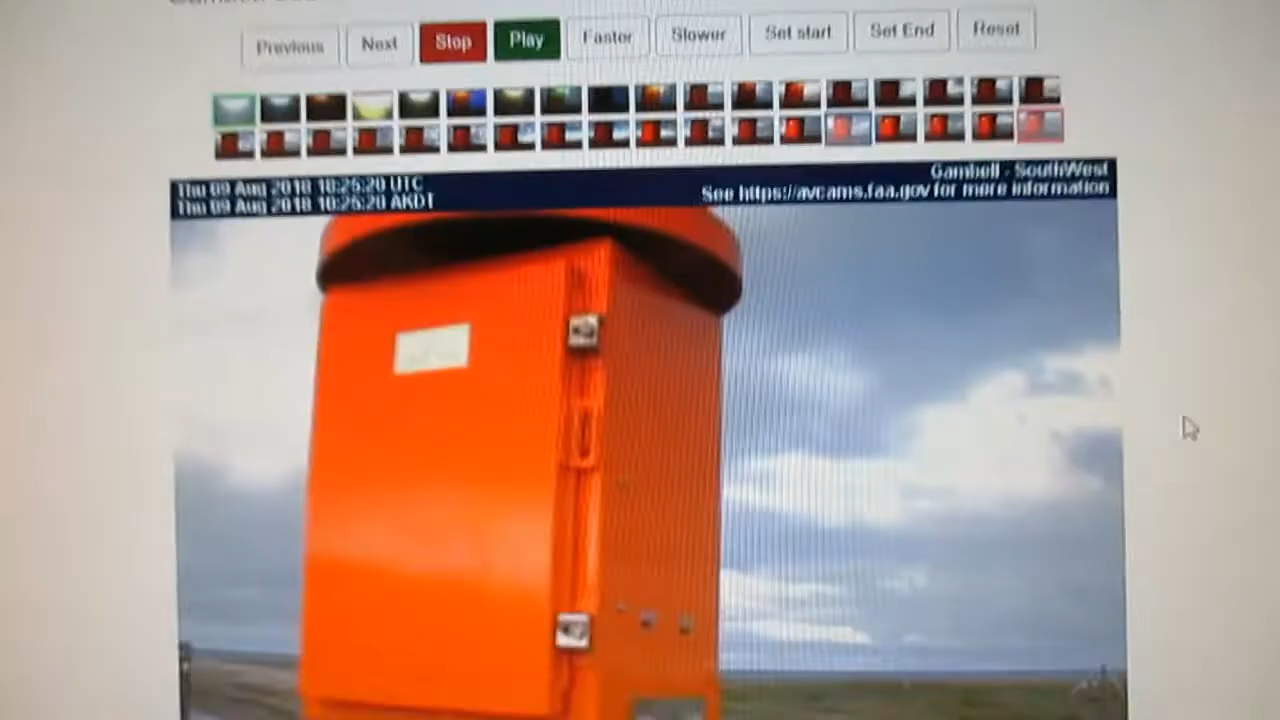 Previous Next Stop Play Faster Slower Set start Set End Reset
Thu 09 Aug 2018 18:25:20 UTC
Thu 09 Aug 2018 10:25:20 AKDT
Gambell - SouthWest
See https://avcams.faa.gov for more information